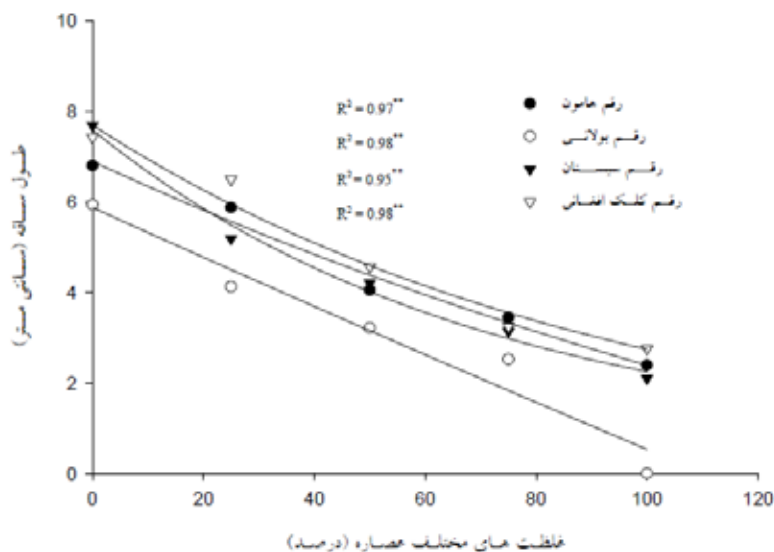 10
8
6
4
2
0
طول ساقه (سانتی متر)
R² = 0.97**
R² = 0.98**
R² = 0.95**
R² = 0.98**
رقم هامون
رقم بولانی
رقم سیستان
رقم کلک افغانی
0 20 40 60 80 100 120
غلظت های مختلف عصاره (درصد)